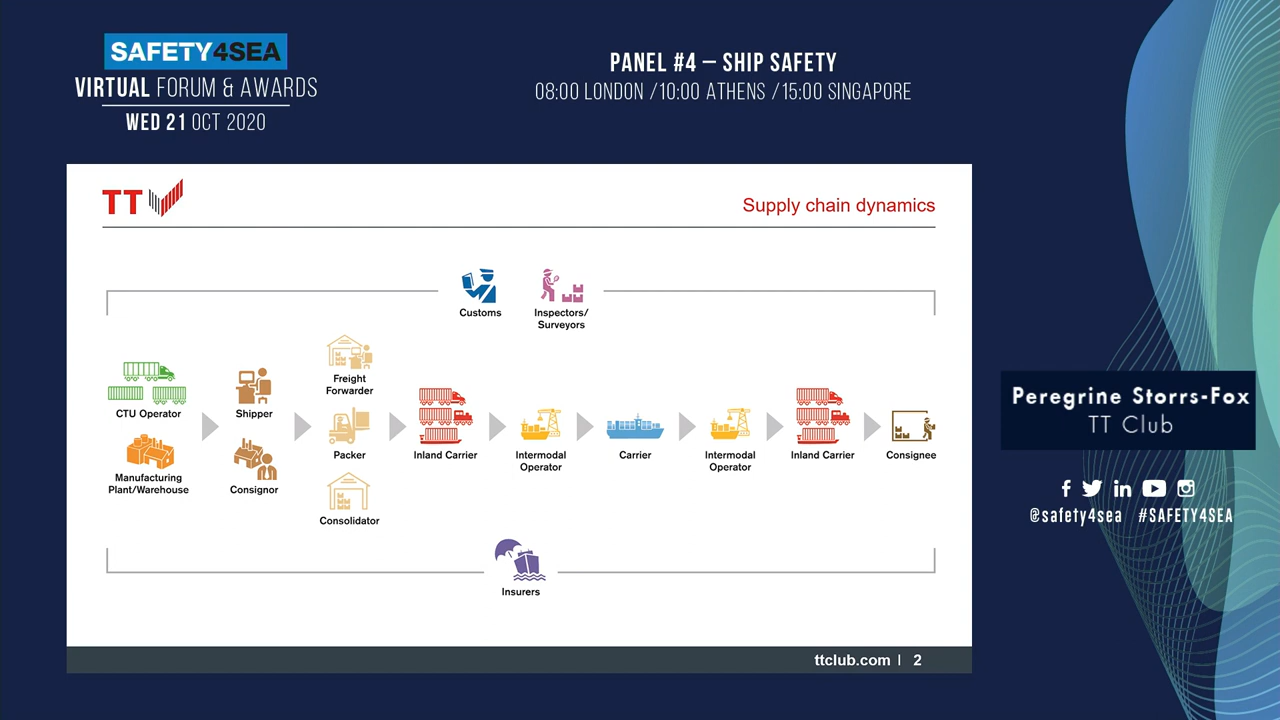 SAFETY4SEA
VIRTUAL FORUM & AWARDS
WED 21 OCT 2020
PANEL #4 – SHIP SAFETY
08:00 LONDON /10:00 ATHENS /15:00 SINGAPORE
TT
Supply chain dynamics
Customs
Inspectors/
Surveyors
CTU Operator
Manufacturing
Plant/Warehouse
Shipper
Consignor
Freight
Forwarder
Packer
Consolidator
Inland Carrier
Intermodal
Operator
Carrier
Intermodal
Operator
Inland Carrier
Consignee
Insurers
ttclub.com | 2
Peregrine Storrs-Fox
TT Club
@safety4sea #SAFETY4SEA